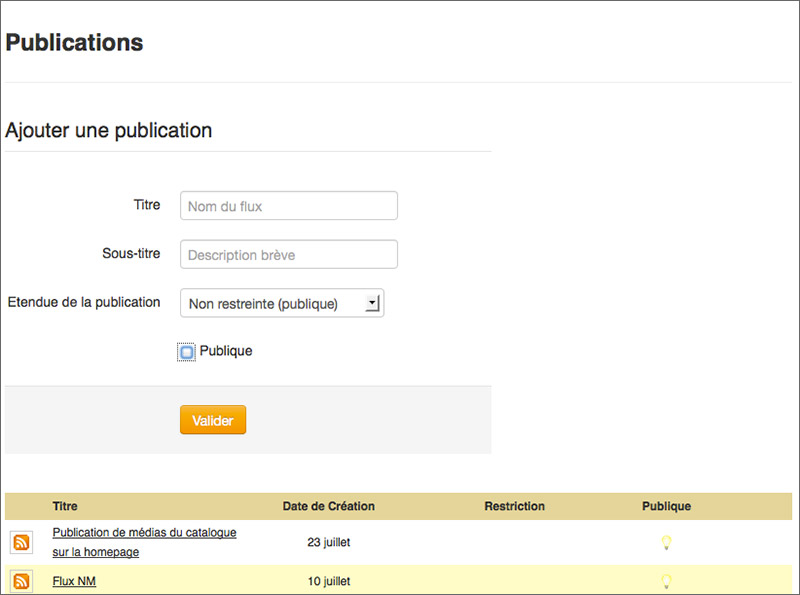 Publications
Ajouter une publication
Titre Nom du flux
Sous-titre Description brève
Etendue de la publication Non restreinte (publique)
Publique
Valider
Titre Date de Création Restriction Publique
Publication de médias du catalogue
sur la homepage 23 juillet
Flux NM 10 juillet